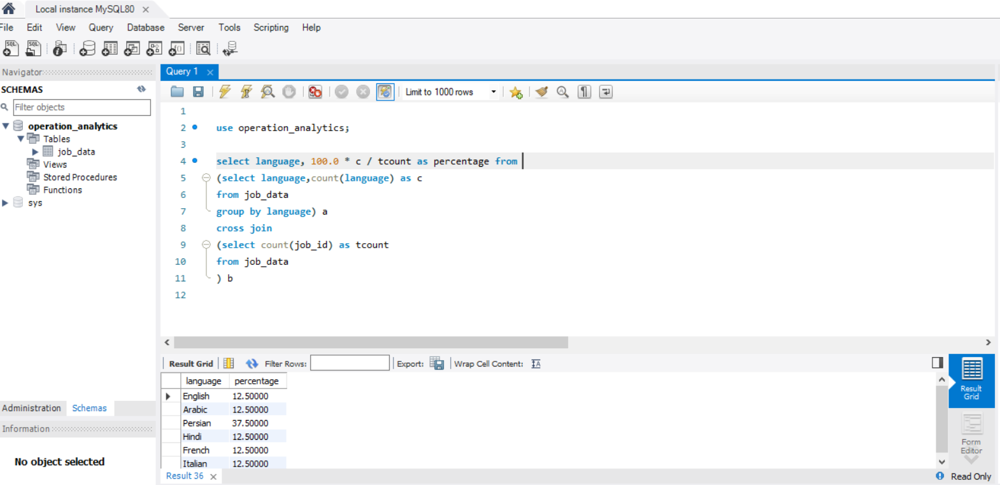 Local instance MySQL80
File Edit View Query Database Server Tools Scripting Help
Navigator
Query 1
SCHEMAS
Limit to 1000 rows
Filter objects
operation_analytics
Tables
job_data
Views
Stored Procedures
Functions
sys
1
2 use operation_analytics;
3
4 select language, 100.0 * c / tcount as percentage from
5 (select language,count(language) as c
6 from job_data
7 group by language) a
8 cross join
9 (select count(job_id) as tcount
10 from job_data
11 ) b
12
Result Grid Filter Rows: Export: Wrap Cell Content:
language percentage
English 12.50000
Arabic 12.50000
Persian 37.50000
Hindi 12.50000
French 12.50000
Italian 12.50000
Result Grid
Form Editor
Administration Schemas
Information
No object selected
Result 36
Read Only